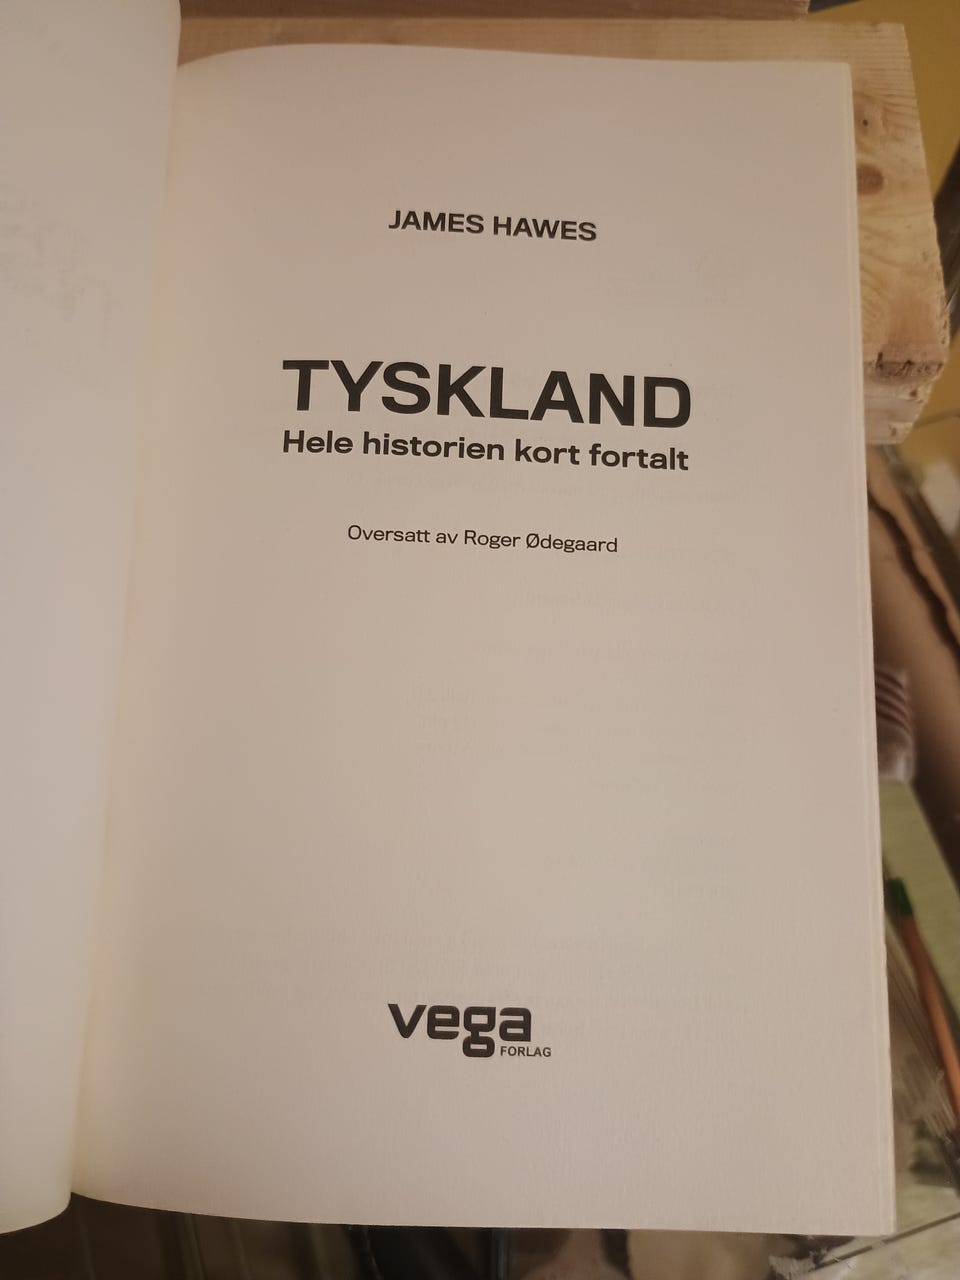 JAMES HAWES
TYSKLAND
Hele historien kort fortalt
Oversatt av Roger Ødegaard
vega
FORLAG